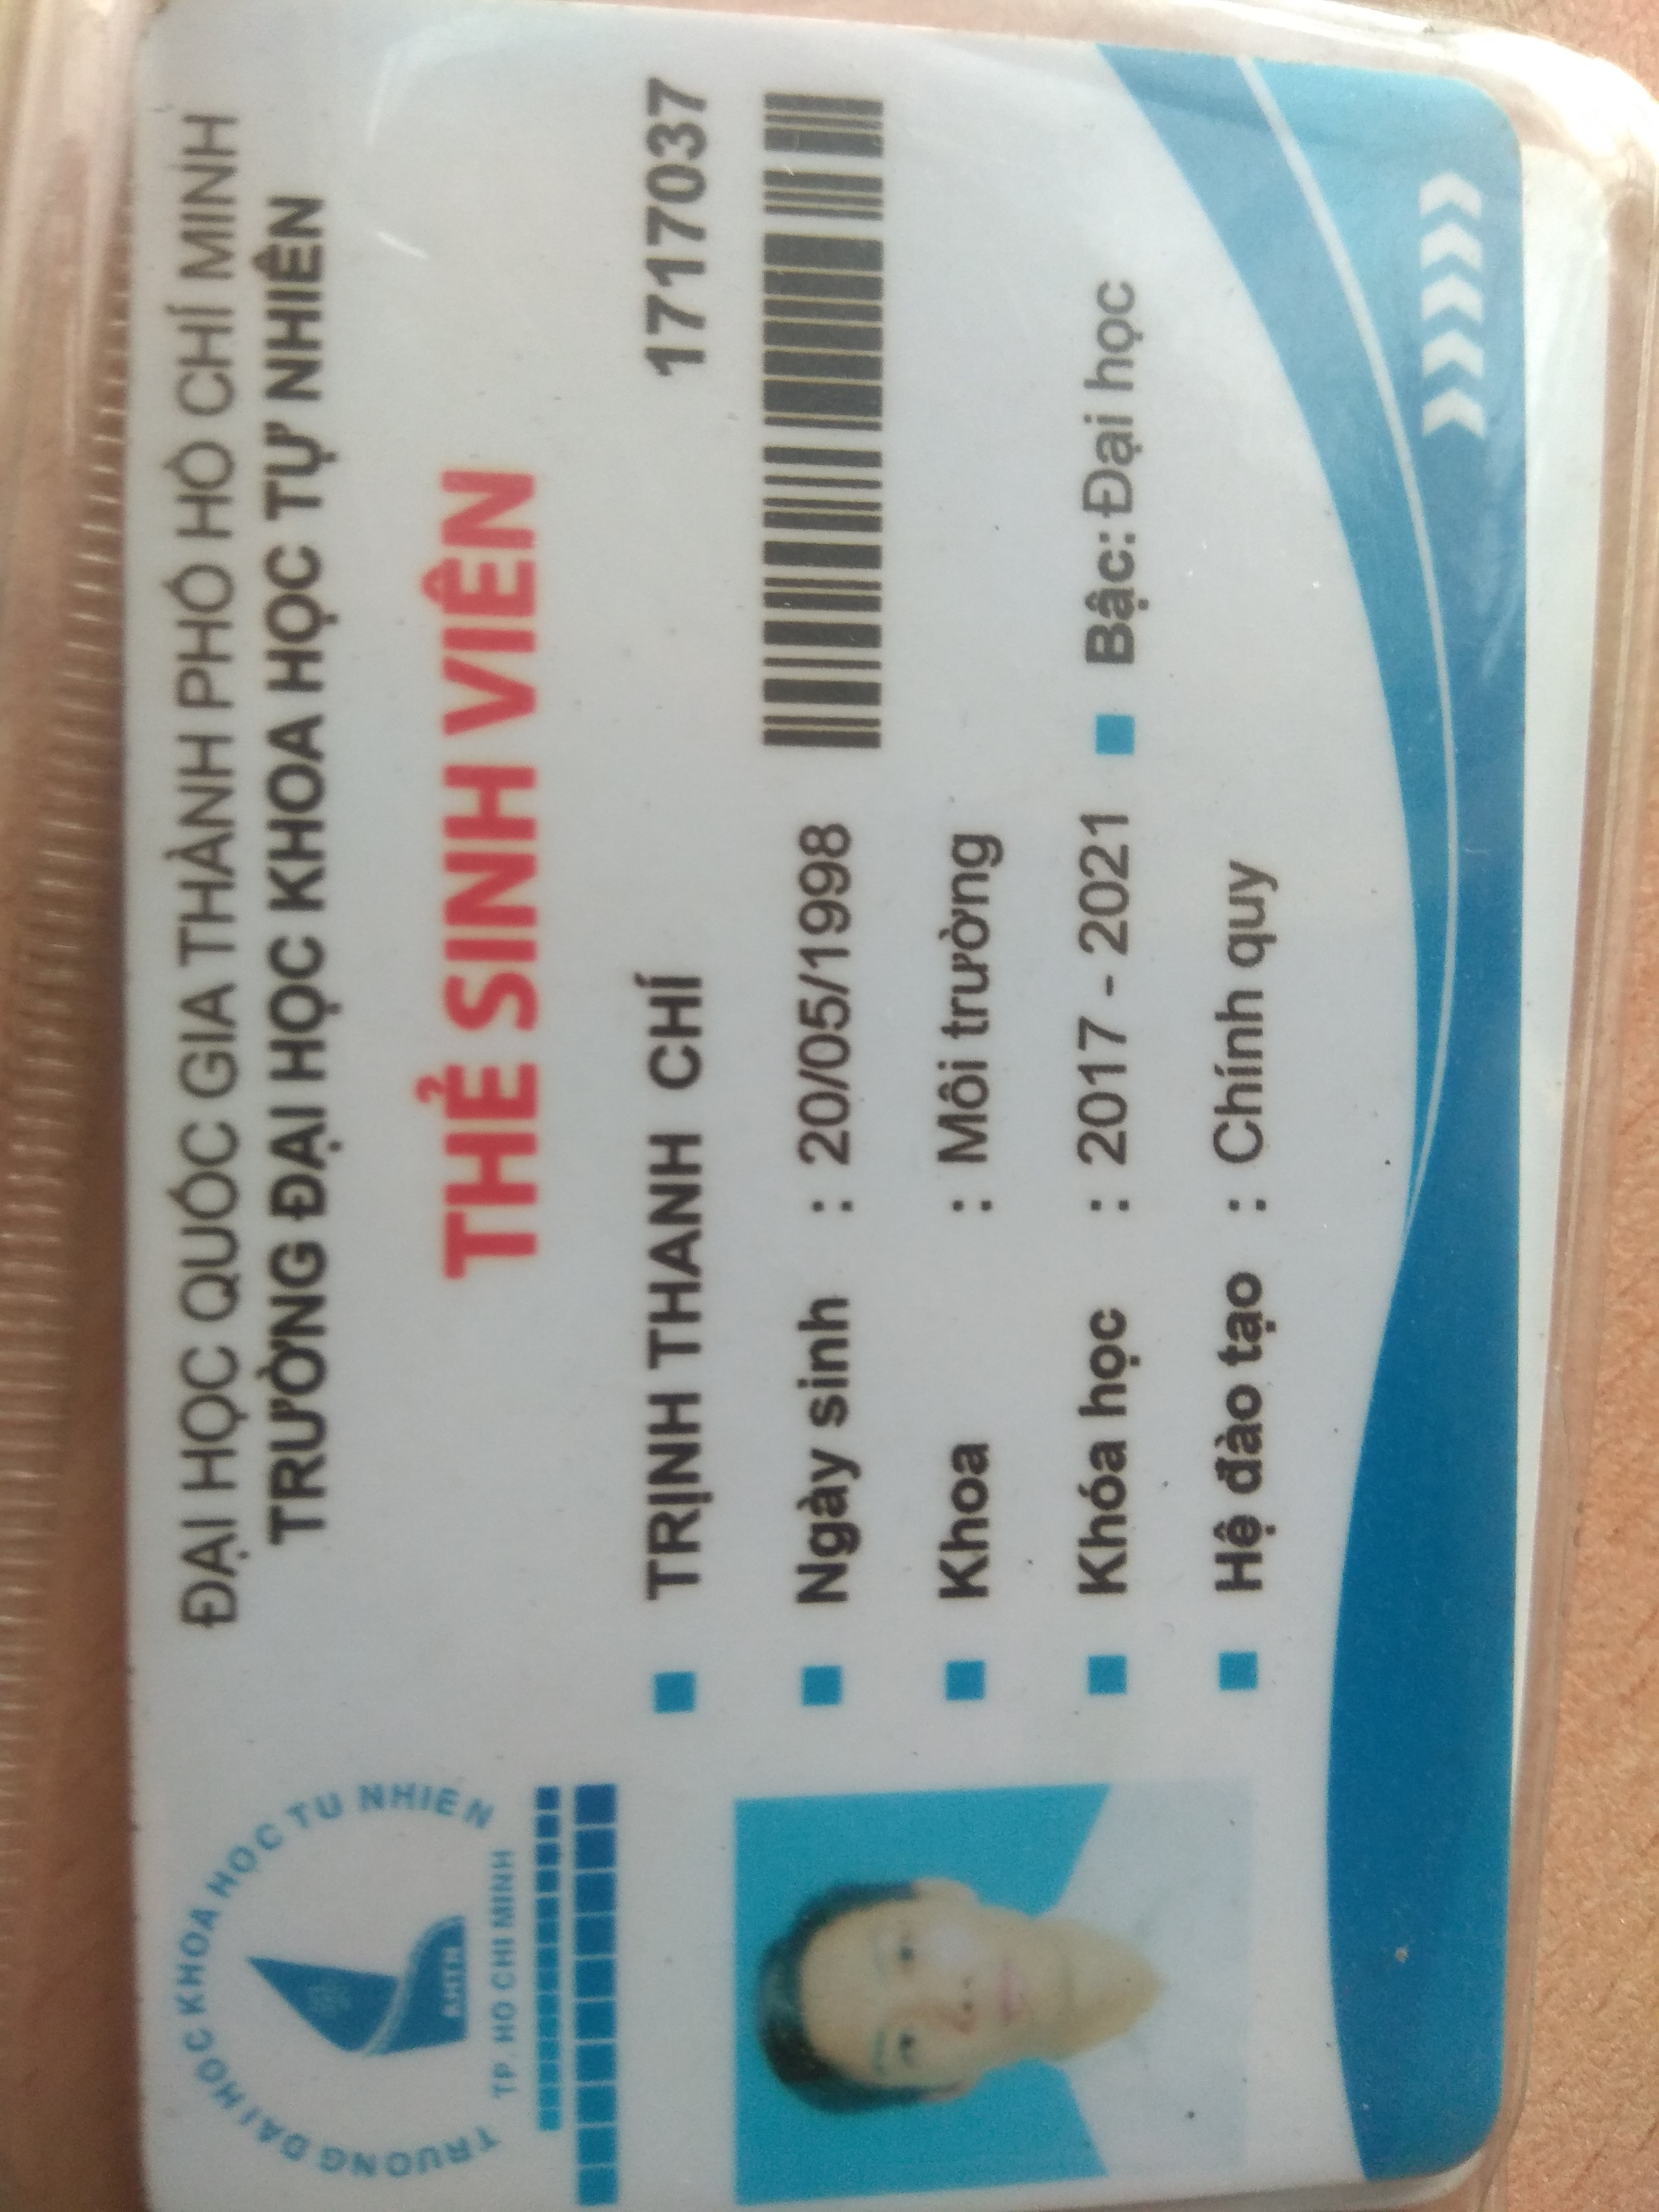 ĐẠI HỌC QUỐC GIA THÀNH PHỐ HỒ CHÍ MINH
TRƯỜNG ĐẠI HỌC KHOA HỌC TỰ NHIÊN
TRUONG DAI HOC KHOA HỌC TU NHIEN
KHTN
TP. HO CHI MINH
THẺ SINH VIÊN
TRỊNH THANH CHÍ 1717037
Ngày sinh : 20/05/1998
Khoa : Môi trường
Khóa học : 2017 - 2021 Bậc: Đại học
Hệ đào tạo : Chính quy